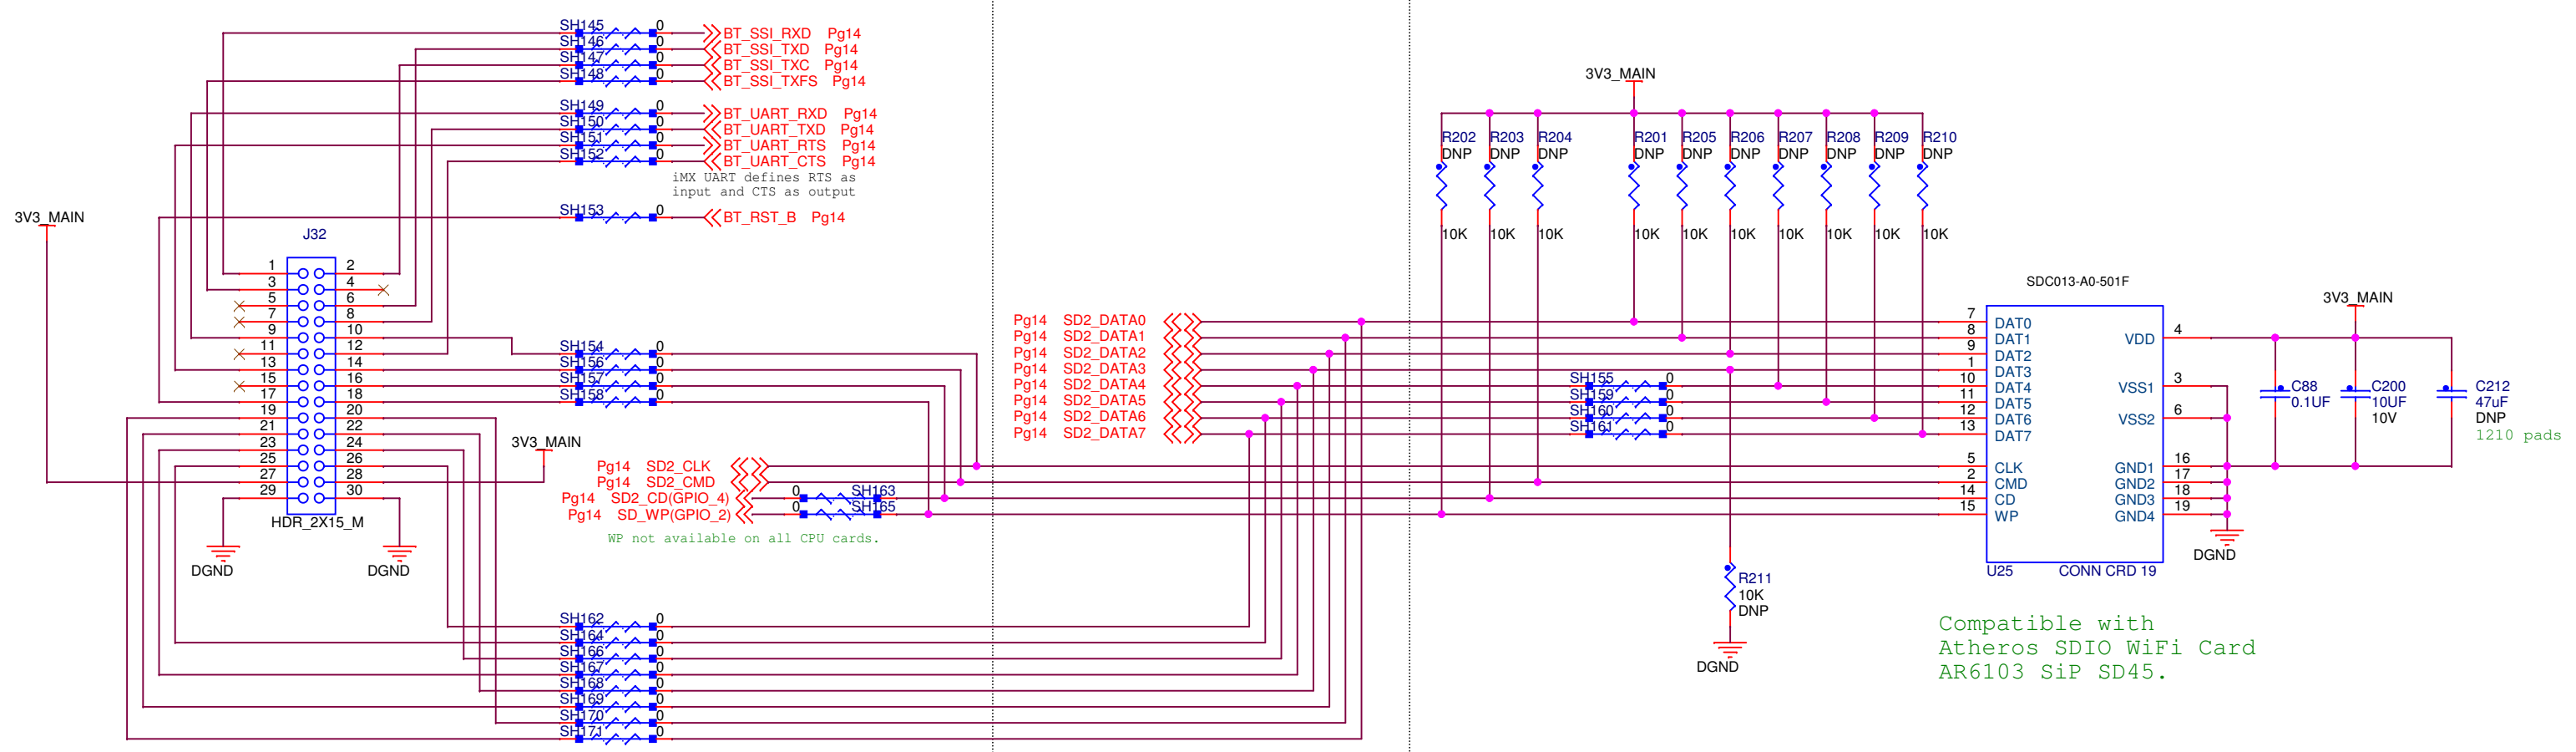 SH145 0 BT_SSI_RXD Pg14
SH146 0 BT_SSI_TXD Pg14
SH147 0 BT_SSI_TXC Pg14
SH148 0 BT_SSI_TXFS Pg14
SH149 0 BT_UART_RXD Pg14
SH150 0 BT_UART_TXD Pg14
SH151 0 BT_UART_RTS Pg14
SH152 0 BT_UART_CTS Pg14
iMX UART defines RTS as
input and CTS as output
SH153 0 BT_RST_B Pg14
3V3_MAIN
J32
1 2
3 4
5 6
7 8
9 10
11 12
13 14
15 16
17 18
19 20
21 22
23 24
25 26
27 28
29 30
HDR_2X15_M
DGND
DGND
SH154 0
SH156 0
SH157 0
SH158 0
3V3_MAIN
Pg14 SD2_CLK
Pg14 SD2_CMD
Pg14 SD2_CD(GPIO_4) 0 SH163
Pg14 SD_WP(GPIO_2) 0 SH165
WP not available on all CPU cards.
SH162 0
SH164 0
SH166 0
SH167 0
SH168 0
SH169 0
SH170 0
SH171 0
Pg14 SD2_DATA0
Pg14 SD2_DATA1
Pg14 SD2_DATA2
Pg14 SD2_DATA3
Pg14 SD2_DATA4
Pg14 SD2_DATA5
Pg14 SD2_DATA6
Pg14 SD2_DATA7
3V3_MAIN
R202 R203 R204 R201 R205 R206 R207 R208 R209 R210
DNP DNP DNP DNP DNP DNP DNP DNP DNP DNP
10K 10K 10K 10K 10K 10K 10K 10K 10K 10K
SH155 0
SH159 0
SH160 0
SH161 0
R211
10K
DNP
DGND
SDC013-A0-501F
7 DAT0
8 DAT1
9 DAT2
1 DAT3
10 DAT4
11 DAT5
12 DAT6
13 DAT7
5 CLK
2 CMD
14 CD
15 WP
VDD 4
VSS1 3
VSS2 6
GND1 16
GND2 17
GND3 18
GND4 19
U25 CONN CRD 19
DGND
3V3_MAIN
C88
0.1UF
C200
10UF
10V
C212
47uF
DNP
1210 pads
Compatible with
Atheros SDIO WiFi Card
AR6103 SiP SD45.